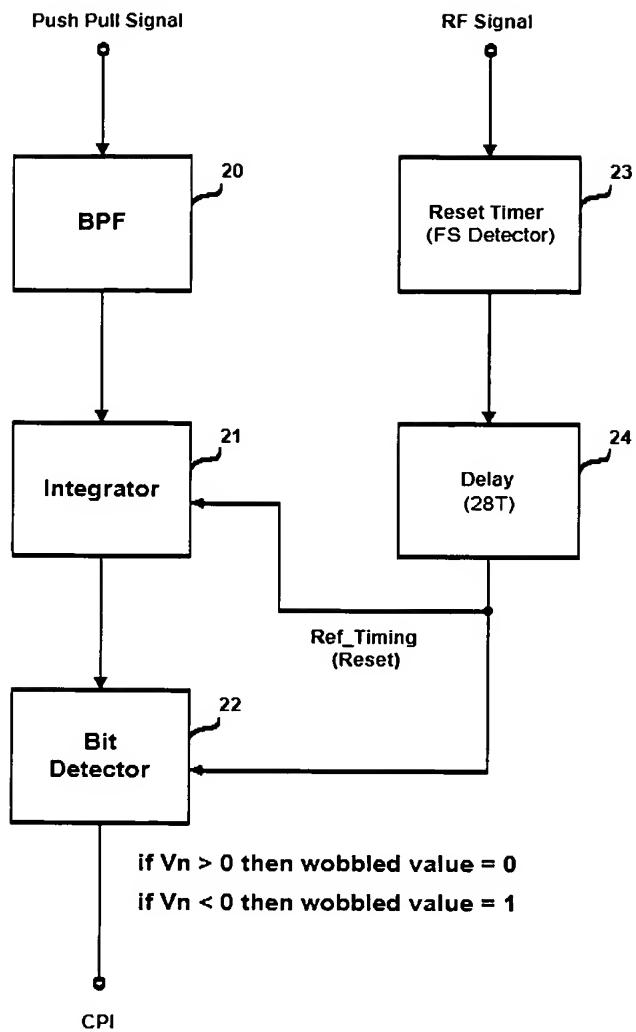 Push Pull Signal
RF Signal
20
BPF
23
Reset Timer
(FS Detector)
21
Integrator
24
Delay
(28T)
Ref_Timing
(Reset)
22
Bit
Detector
if Vn > 0 then wobbled value = 0
if Vn < 0 then wobbled value = 1
CPI